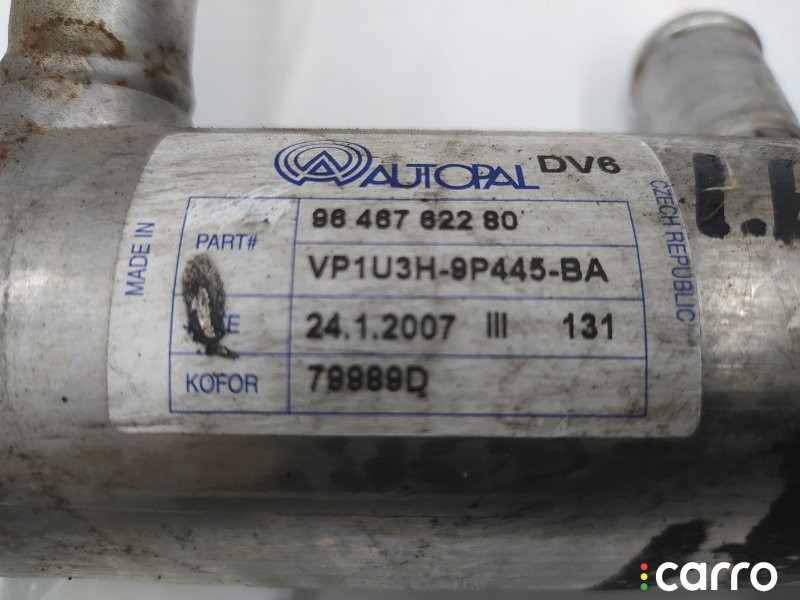 AUTOPAL DV6
MADE IN
CZECH REPUBLIC
PART# 96 467 622 80
VP1U3H-9P445-BA
24.1.2007 III 131
KOFOR 79989D
carro